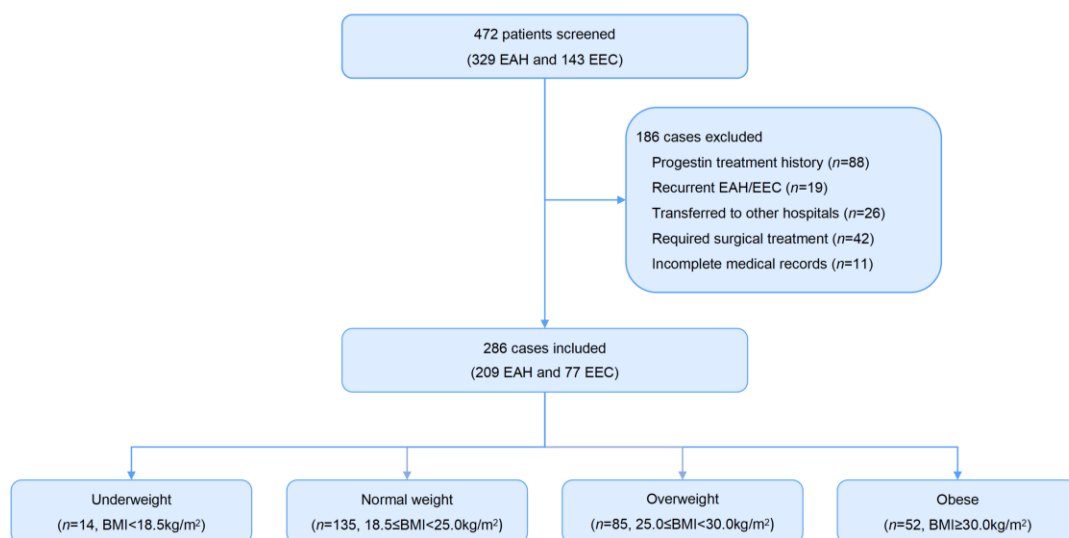 472 patients screened
(329 EAH and 143 EEC)
186 cases excluded
Progestin treatment history (n=88)
Recurrent EAH/EEC (n=19)
Transferred to other hospitals (n=26)
Required surgical treatment (n=42)
Incomplete medical records (n=11)
286 cases included
(209 EAH and 77 EEC)
Underweight
(n=14, BMI<18.5kg/m²)
Normal weight
(n=135, 18.5≤BMI<25.0kg/m²)
Overweight
(n=85, 25.0≤BMI<30.0kg/m²)
Obese
(n=52, BMI≥30.0kg/m²)